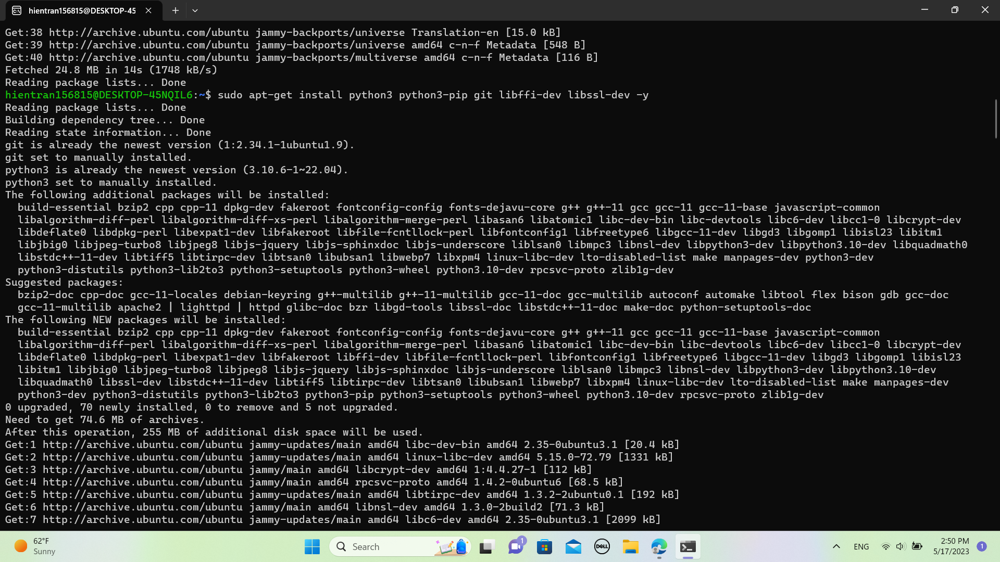 hientran156815@DESKTOP-45
Get:38 http://archive.ubuntu.com/ubuntu jammy-backports/universe Translation-en [15.0 kB]
Get:39 http://archive.ubuntu.com/ubuntu jammy-backports/universe amd64 c-n-f Metadata [548 B]
Get:40 http://archive.ubuntu.com/ubuntu jammy-backports/multiverse amd64 c-n-f Metadata [116 B]
Fetched 24.8 MB in 14s (1748 kB/s)
Reading package lists... Done
hientran156815@DESKTOP-45NQIL6:~$ sudo apt-get install python3 python3-pip git libffi-dev libssl-dev -y
Reading package lists... Done
Building dependency tree... Done
Reading state information... Done
git is already the newest version (1:2.34.1-1ubuntu1.9).
git set to manually installed.
python3 is already the newest version (3.10.6-1~22.04).
python3 set to manually installed.
The following additional packages will be installed:
build-essential bzip2 cpp cpp-11 dpkg-dev fakeroot fontconfig-config fonts-dejavu-core g++ g++-11 gcc gcc-11 gcc-11-base javascript-common
libalgorithm-diff-perl libalgorithm-diff-xs-perl libalgorithm-merge-perl libasan6 libatomic1 libc-dev-bin libc-devtools libc6-dev libcc1-0 libcrypt-dev
libdeflate0 libdpkg-perl libexpat1-dev libfakeroot libfile-fcntllock-perl libfontconfig1 libfreetype6 libgcc-11-dev libgd3 libgomp1 libisl23 libitm1
libjbig0 libjpeg-turbo8 libjpeg8 libjs-jquery libjs-sphinxdoc libjs-underscore liblsan0 libmpc3 libnsl-dev libpython3-dev libpython3.10-dev libquadmath0
libstdc++-11-dev libtiff5 libtirpc-dev libtsan0 libubsan1 libwebp7 libxpm4 linux-libc-dev lto-disabled-list make manpages-dev python3-dev
python3-distutils python3-lib2to3 python3-setuptools python3-wheel python3.10-dev rpcsvc-proto zlib1g-dev
Suggested packages:
bzip2-doc cpp-doc gcc-11-locales debian-keyring g++-multilib g++-11-multilib gcc-11-doc gcc-multilib autoconf automake libtool flex bison gdb gcc-doc
gcc-11-multilib apache2 | lighttpd | httpd glibc-doc bzr libgd-tools libssl-doc libstdc++-11-doc make-doc python-setuptools-doc
The following NEW packages will be installed:
build-essential bzip2 cpp cpp-11 dpkg-dev fakeroot fontconfig-config fonts-dejavu-core g++ g++-11 gcc gcc-11 gcc-11-base javascript-common
libalgorithm-diff-perl libalgorithm-diff-xs-perl libalgorithm-merge-perl libasan6 libatomic1 libc-dev-bin libc-devtools libc6-dev libcc1-0 libcrypt-dev
libdeflate0 libdpkg-perl libexpat1-dev libfakeroot libffi-dev libfile-fcntllock-perl libfontconfig1 libfreetype6 libgcc-11-dev libgd3 libgomp1 libisl23
libitm1 libjbig0 libjpeg-turbo8 libjpeg8 libjs-jquery libjs-sphinxdoc libjs-underscore liblsan0 libmpc3 libnsl-dev libpython3-dev libpython3.10-dev
libquadmath0 libssl-dev libstdc++-11-dev libtiff5 libtirpc-dev libtsan0 libubsan1 libwebp7 libxpm4 linux-libc-dev lto-disabled-list make manpages-dev
python3-dev python3-distutils python3-lib2to3 python3-pip python3-setuptools python3-wheel python3.10-dev rpcsvc-proto zlib1g-dev
0 upgraded, 70 newly installed, 0 to remove and 5 not upgraded.
Need to get 74.6 MB of archives.
After this operation, 255 MB of additional disk space will be used.
Get:1 http://archive.ubuntu.com/ubuntu jammy-updates/main amd64 libc-dev-bin amd64 2.35-0ubuntu3.1 [20.4 kB]
Get:2 http://archive.ubuntu.com/ubuntu jammy-updates/main amd64 linux-libc-dev amd64 5.15.0-72.79 [1331 kB]
Get:3 http://archive.ubuntu.com/ubuntu jammy/main amd64 libcrypt-dev amd64 1:4.4.27-1 [112 kB]
Get:4 http://archive.ubuntu.com/ubuntu jammy/main amd64 rpcsvc-proto amd64 1.4.2-0ubuntu6 [68.5 kB]
Get:5 http://archive.ubuntu.com/ubuntu jammy-updates/main amd64 libtirpc-dev amd64 1.3.2-2ubuntu0.1 [192 kB]
Get:6 http://archive.ubuntu.com/ubuntu jammy/main amd64 libnsl-dev amd64 1.3.0-2build2 [71.3 kB]
Get:7 http://archive.ubuntu.com/ubuntu jammy-updates/main amd64 libc6-dev amd64 2.35-0ubuntu3.1 [2099 kB]
62°F
Sunny
Search
1
DELL
ENG
2:50 PM
5/17/2023
1